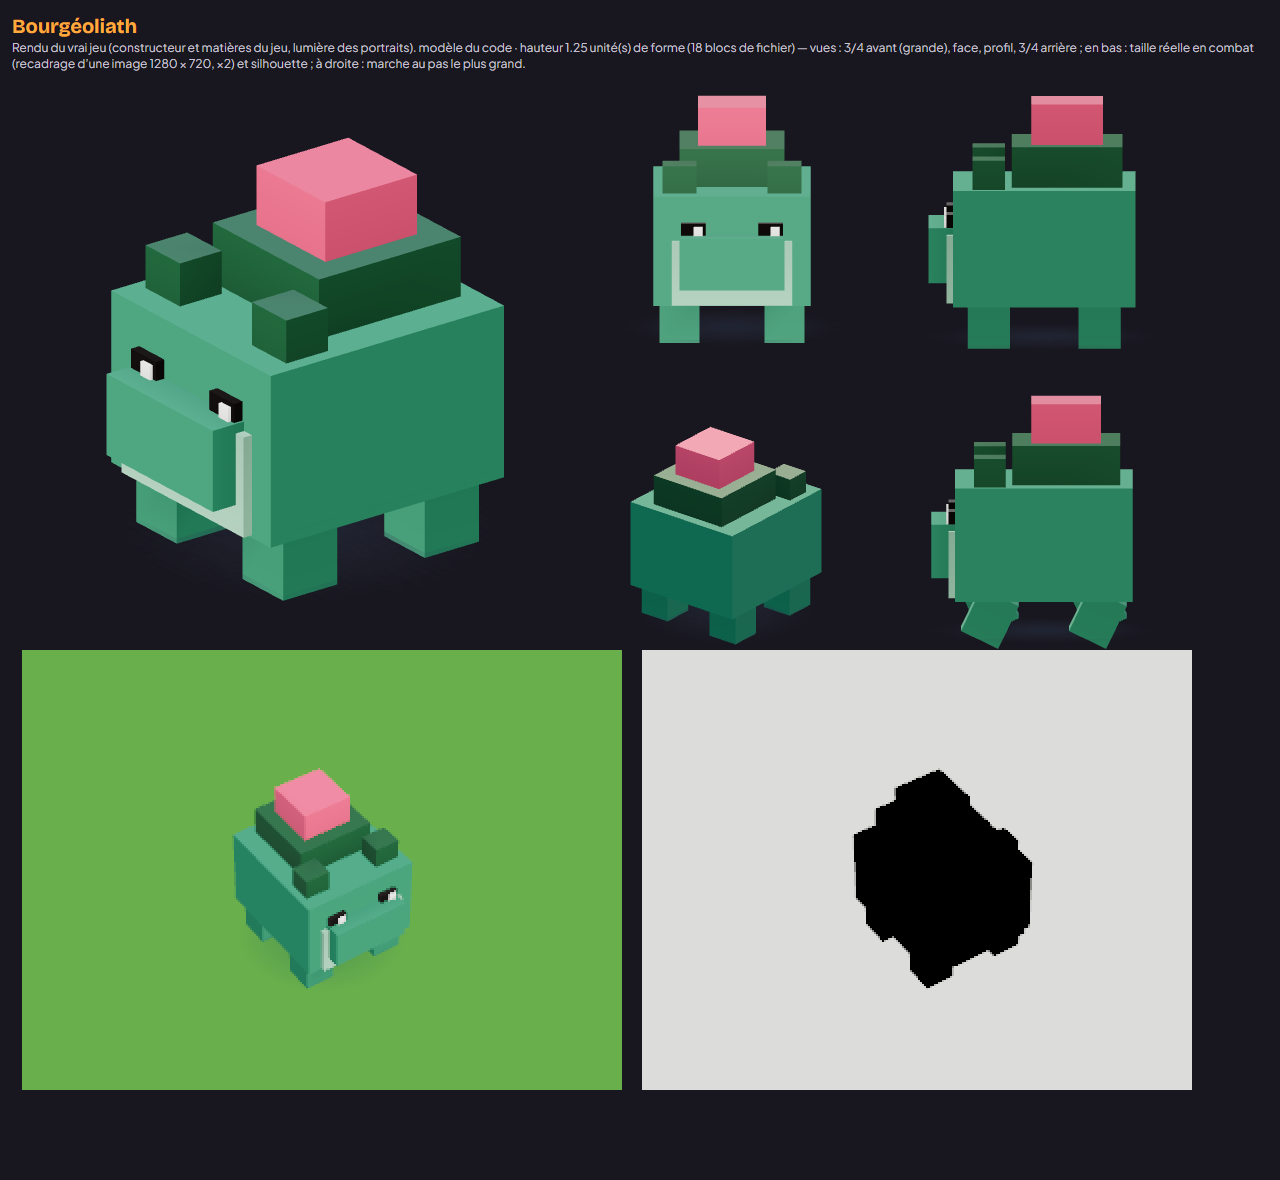 Bourgéoliath
Rendu du vrai jeu (constructeur et matières du jeu, lumière des portraits). modèle du code · hauteur 1.25 unité(s) de forme (18 blocs de fichier) — vues : 3/4 avant (grande), face, profil, 3/4 arrière ; en bas : taille réelle en combat
(recadrage d’une image 1280 × 720, ×2) et silhouette ; à droite : marche au pas le plus grand.